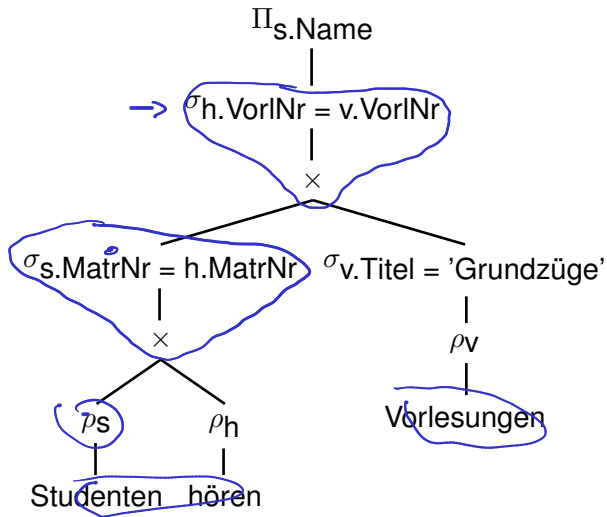 Πs.Name
σh.VorlNr = v.VorlNr
×
σs.MatrNr = h.MatrNr σv.Titel = 'Grundzüge'
×
ρv
ρs ρh Vorlesungen
Studenten hören